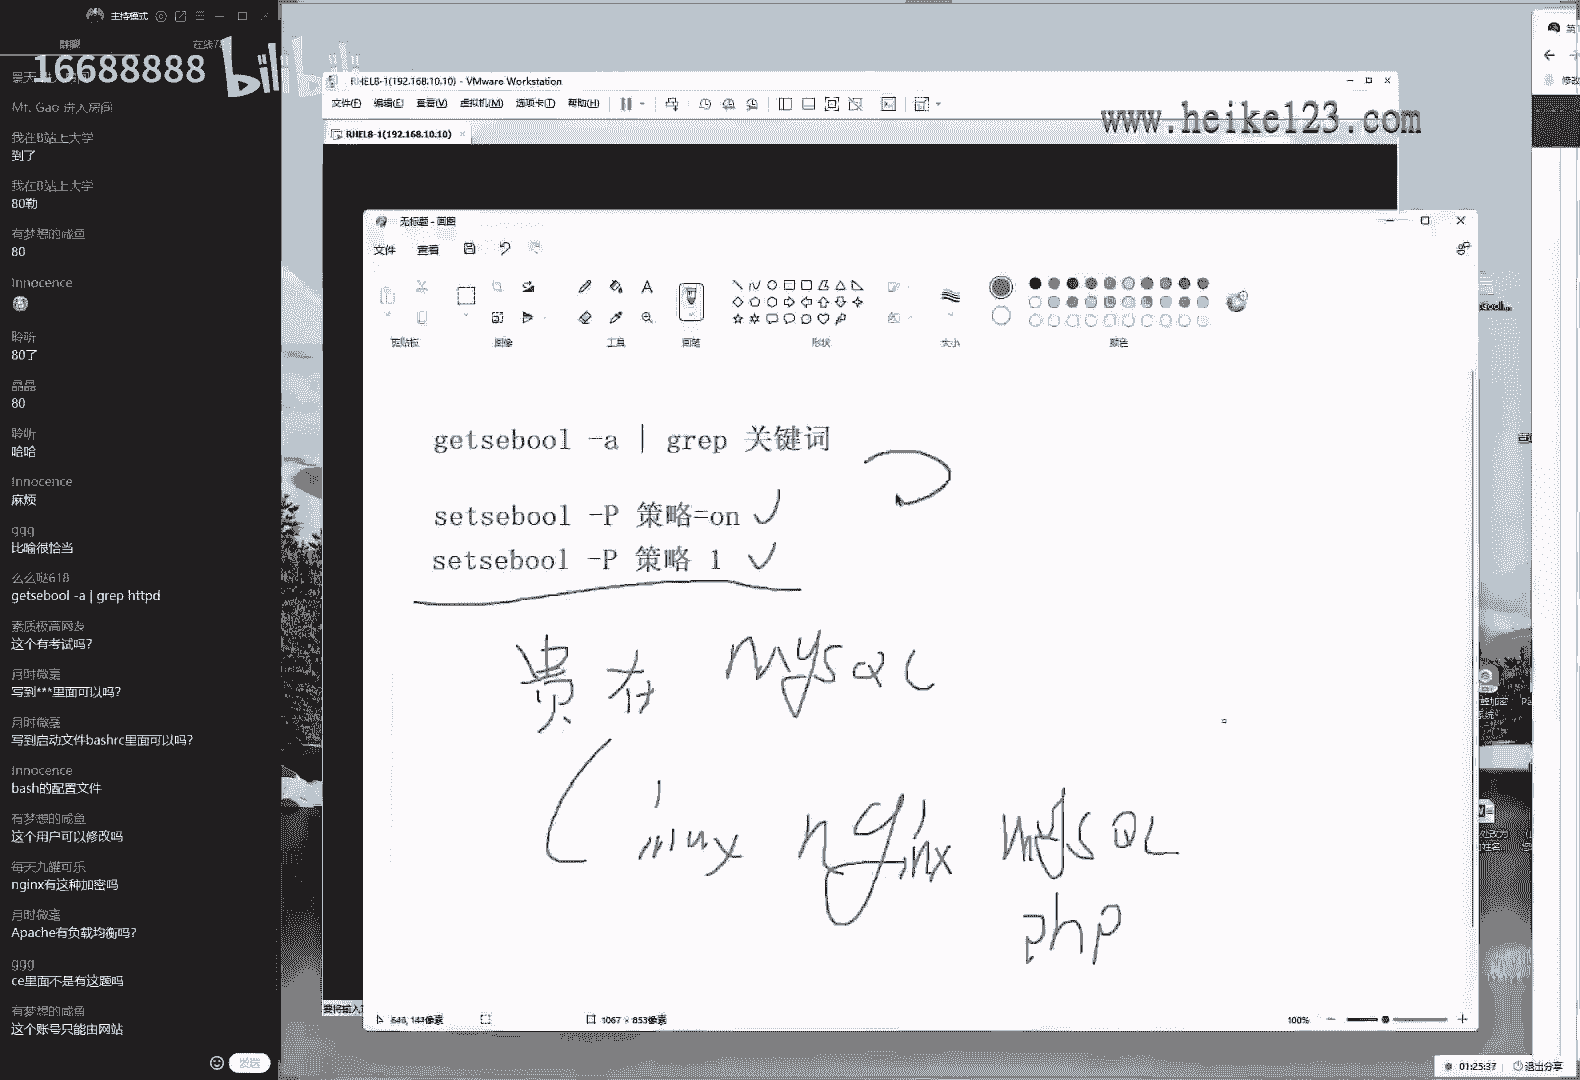 主持模式
16688888 bilibili
Mr. Gao 进入房间
我在B站上大学
到了
我在B站上大学
80勒
有梦想的咸鱼
80
Innocence
聆听
80了
晶晶
80
聆听
哈哈
Innocence
麻烦
ggg
比喻很恰当
么么哒618
getsebool -a | grep httpd
素质极高网友
这个有考试吗?
月时微毫
写到***里面可以吗?
月时微毫
写到启动文件bashrc里面可以吗?
Innocence
bash的配置文件
有梦想的咸鱼
这个用户可以修改吗
每天九罐可乐
nginx有这种加密吗
月时微毫
Apache有负载均衡吗?
ggg
ce里面不是有这题吗
有梦想的咸鱼
这个账号只能由网站
发送
RHEL8-1(192.168.10.10) - VMware Workstation
文件(F) 编辑(E) 查看(V) 虚拟机(M) 选项卡(T) 帮助(H)
www.heike123.com
RHEL8-1(192.168.10.10)
无标题 - 画图
文件 查看
剪贴板 图像 工具 画笔 形状 大小 颜色
getsebool -a | grep 关键词
setsebool -P 策略=on
setsebool -P 策略 1
贵在 MySQL
Linux nginx MySQL
php
1067 × 853像素
100%
01:25:37 退出分享